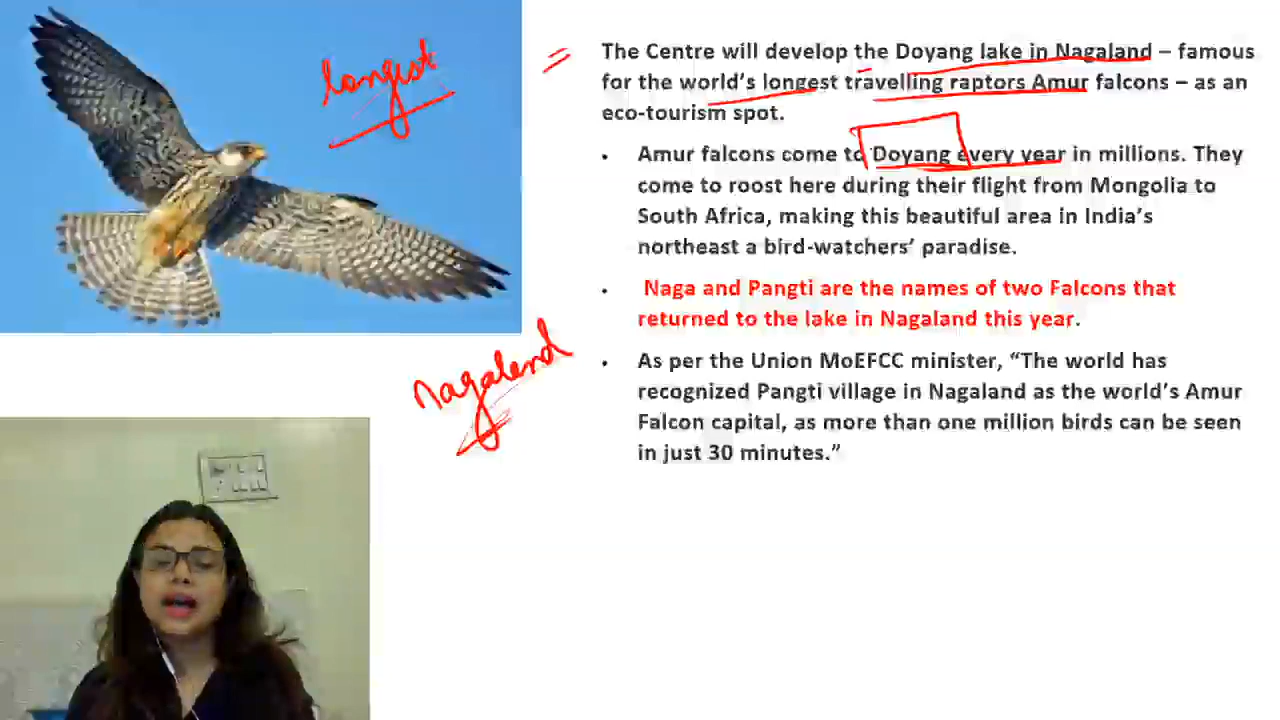 longest
The Centre will develop the Doyang lake in Nagaland – famous
for the world's longest travelling raptors Amur falcons – as an
eco-tourism spot.
• Amur falcons come to Doyang every year in millions. They
come to roost here during their flight from Mongolia to
South Africa, making this beautiful area in India's
northeast a bird-watchers' paradise.
• Naga and Pangti are the names of two Falcons that
returned to the lake in Nagaland this year.
Nagaland
• As per the Union MoEFCC minister, “The world has
recognized Pangti village in Nagaland as the world's Amur
Falcon capital, as more than one million birds can be seen
in just 30 minutes.”